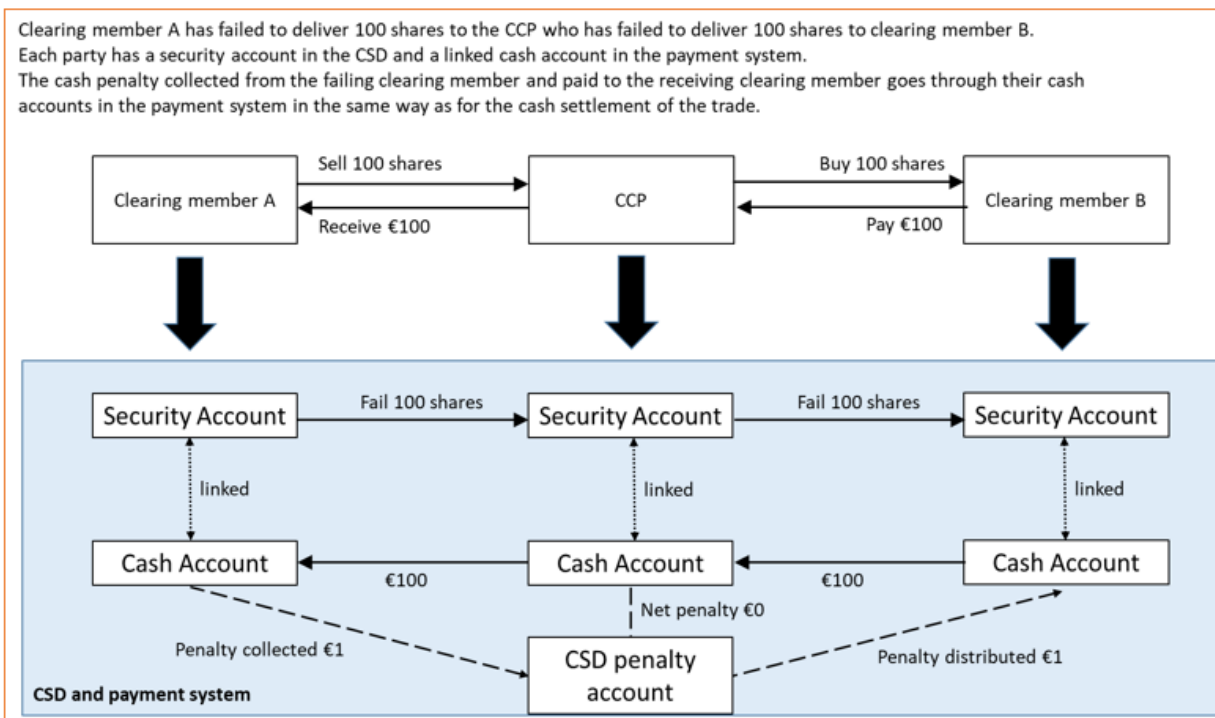 Clearing member A has failed to deliver 100 shares to the CCP who has failed to deliver 100 shares to clearing member B.
Each party has a security account in the CSD and a linked cash account in the payment system.
The cash penalty collected from the failing clearing member and paid to the receiving clearing member goes through their cash
accounts in the payment system in the same way as for the cash settlement of the trade.
Sell 100 shares
Buy 100 shares
Clearing member A
CCP
Clearing member B
Receive €100
Pay €100
Security Account
Fail 100 shares
Security Account
Fail 100 shares
Security Account
linked
linked
linked
Cash Account
€100
Cash Account
€100
Cash Account
Net penalty €0
Penalty collected €1
CSD penalty
account
Penalty distributed €1
CSD and payment system